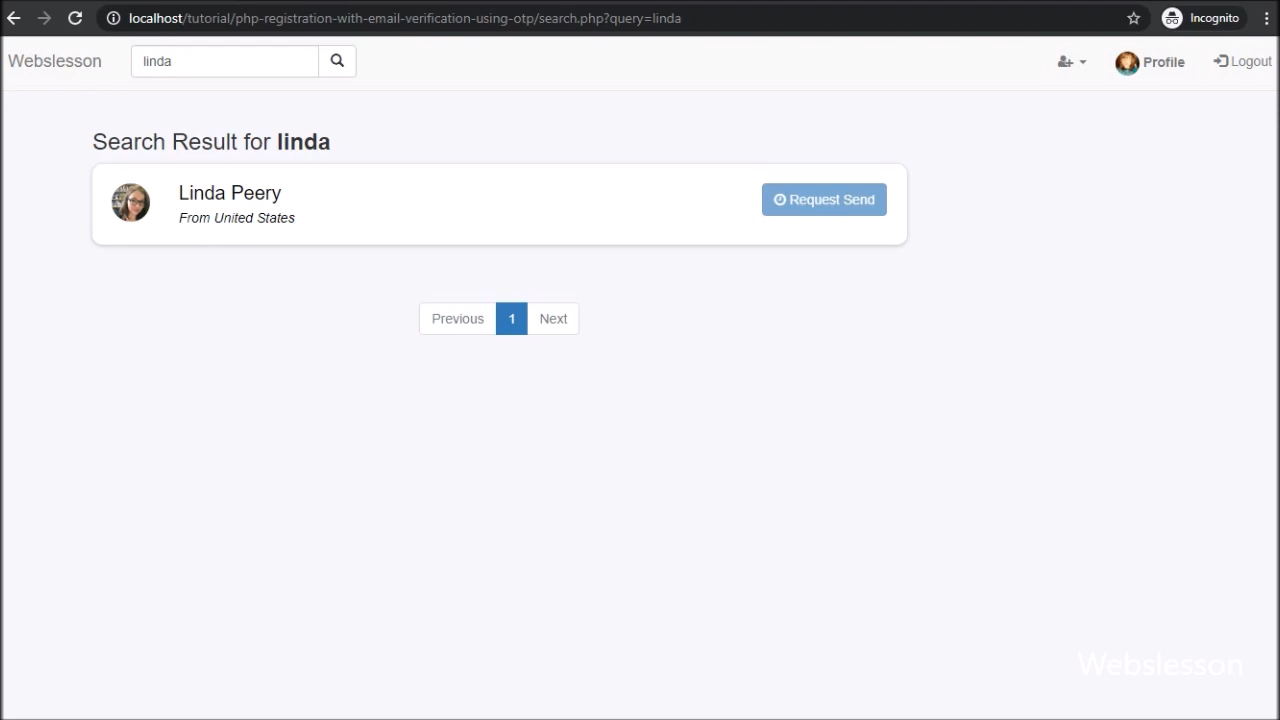 localhost/tutorial/php-registration-with-email-verification-using-otp/search.php?query=linda
Incognito
Webslesson
linda
Profile
Logout
Search Result for linda
Linda Peery
From United States
Request Send
Previous 1 Next
Webslesson